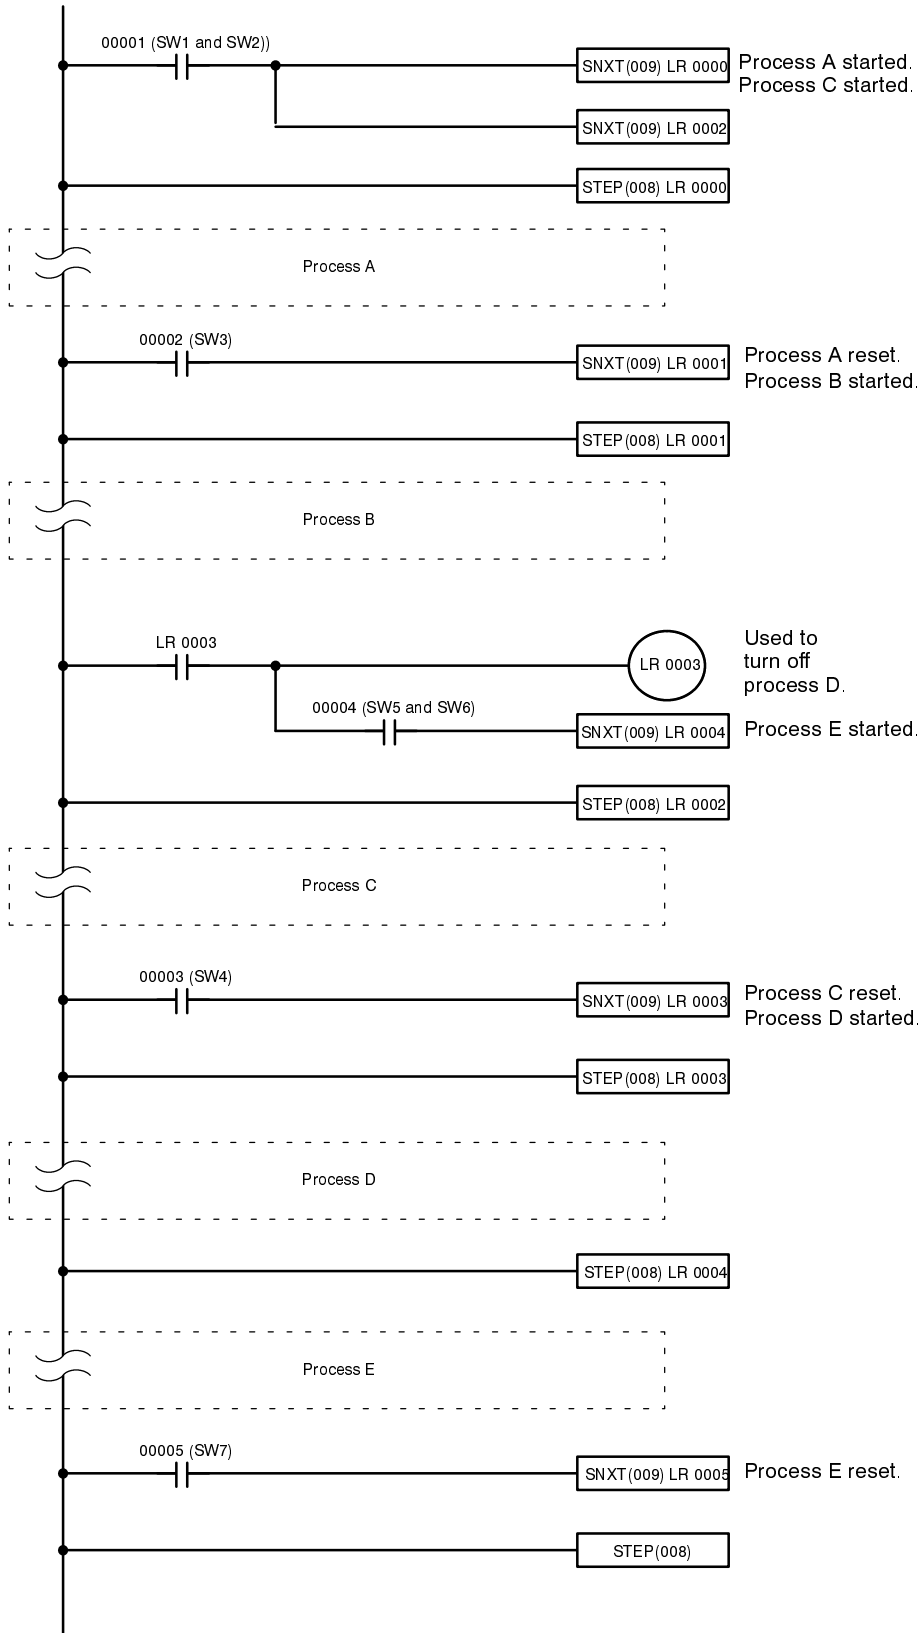 00001 (SW1 and SW2))
SNXT(009) LR 0000
Process A started.
Process C started.
SNXT(009) LR 0002
STEP(008) LR 0000
Process A
00002 (SW3)
SNXT(009) LR 0001
Process A reset.
Process B started.
STEP(008) LR 0001
Process B
LR 0003
LR 0003
Used to
turn off
process D.
00004 (SW5 and SW6)
SNXT(009) LR 0004
Process E started.
STEP(008) LR 0002
Process C
00003 (SW4)
SNXT(009) LR 0003
Process C reset.
Process D started.
STEP(008) LR 0003
Process D
STEP(008) LR 0004
Process E
00005 (SW7)
SNXT(009) LR 0005
Process E reset.
STEP(008)